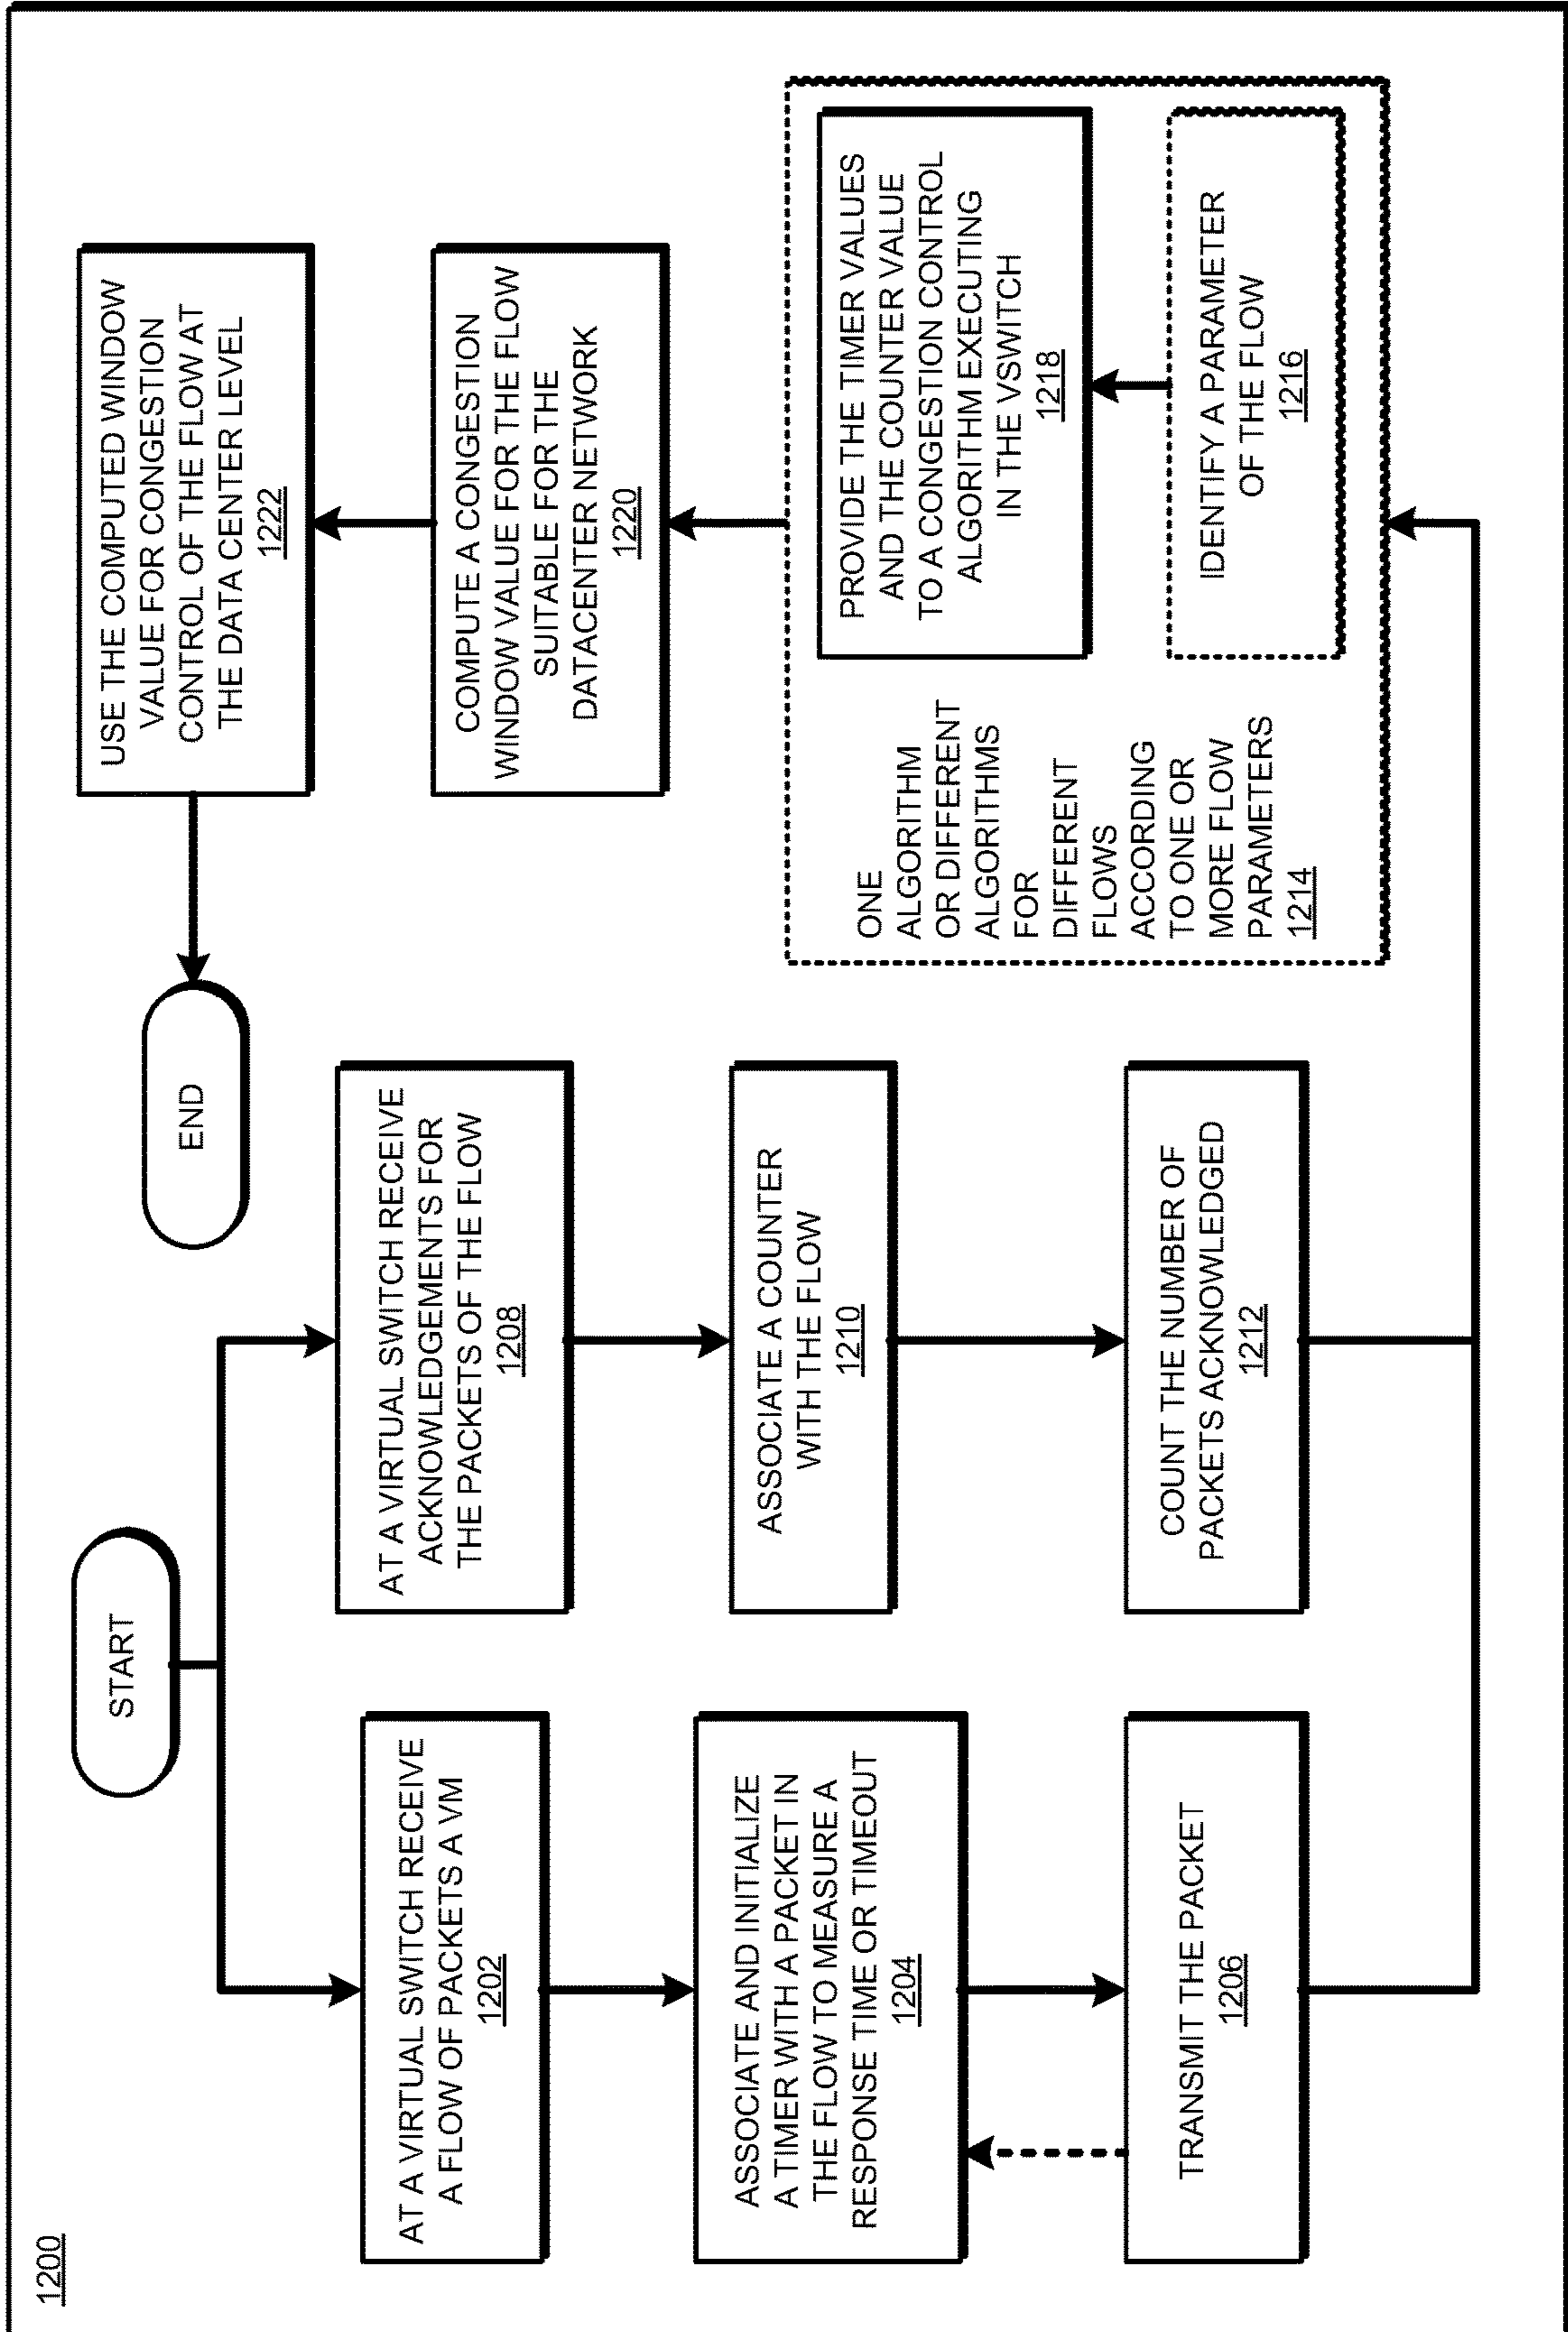 1200
START
AT A VIRTUAL SWITCH RECEIVE
A FLOW OF PACKETS A VM
1202
ASSOCIATE AND INITIALIZE
A TIMER WITH A PACKET IN
THE FLOW TO MEASURE A
RESPONSE TIME OR TIMEOUT
1204
TRANSMIT THE PACKET
1206
AT A VIRTUAL SWITCH RECEIVE
ACKNOWLEDGEMENTS FOR
THE PACKETS OF THE FLOW
1208
ASSOCIATE A COUNTER
WITH THE FLOW
1210
COUNT THE NUMBER OF
PACKETS ACKNOWLEDGED
1212
ONE
ALGORITHM
OR DIFFERENT
ALGORITHMS
FOR
DIFFERENT
FLOWS
ACCORDING
TO ONE OR
MORE FLOW
PARAMETERS
1214
IDENTIFY A PARAMETER
OF THE FLOW
1216
PROVIDE THE TIMER VALUES
AND THE COUNTER VALUE
TO A CONGESTION CONTROL
ALGORITHM EXECUTING
IN THE VSWITCH
1218
COMPUTE A CONGESTION
WINDOW VALUE FOR THE FLOW
SUITABLE FOR THE
DATACENTER NETWORK
1220
USE THE COMPUTED WINDOW
VALUE FOR CONGESTION
CONTROL OF THE FLOW AT
THE DATA CENTER LEVEL
1222
END